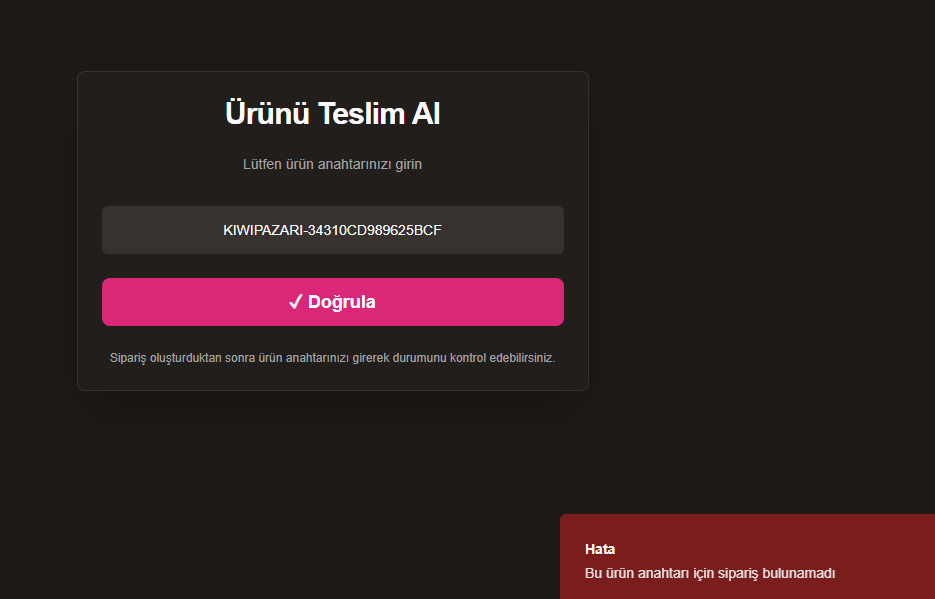 Ürünü Teslim Al
Lütfen ürün anahtarınızı girin
KIWIPAZARI-34310CD989625BCF
✓ Doğrula
Sipariş oluşturduktan sonra ürün anahtarınızı girerek durumunu kontrol edebilirsiniz.
Hata
Bu ürün anahtarı için sipariş bulunamadı